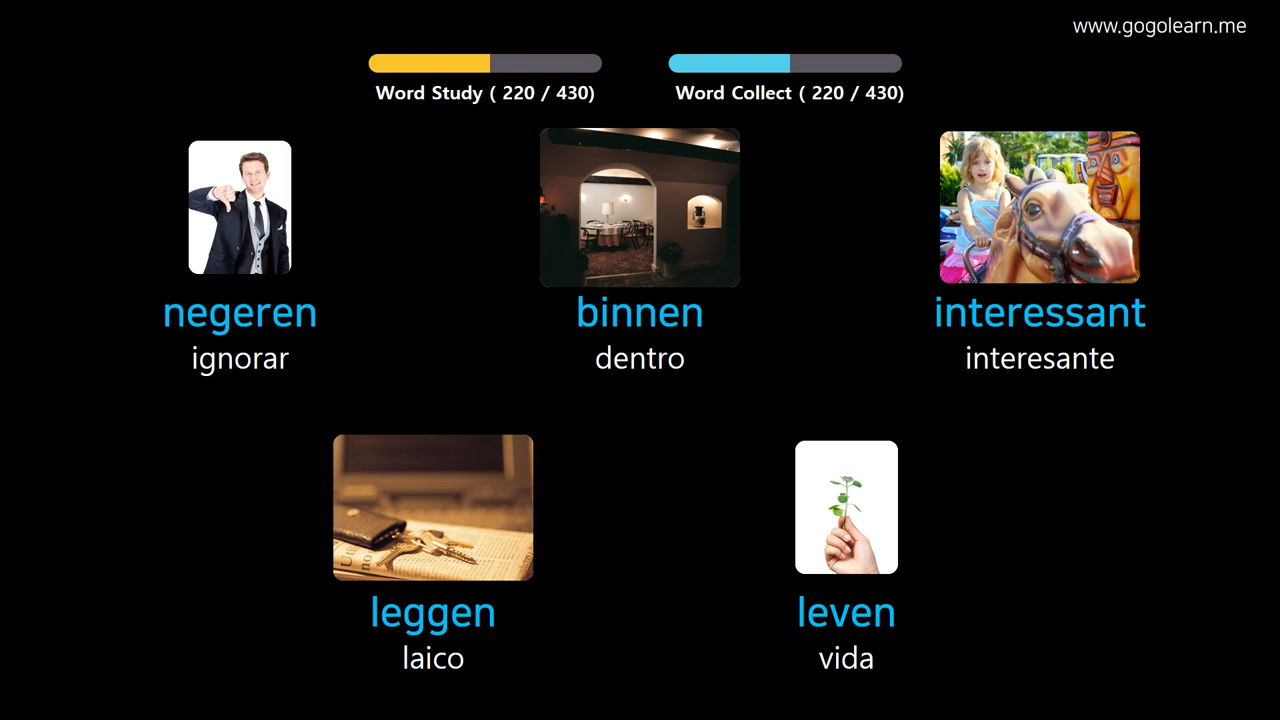 www.gogolearn.me
Word Study ( 220 / 430)
Word Collect ( 220 / 430)
negeren
ignorar
binnen
dentro
interessant
interesante
leggen
laico
leven
vida